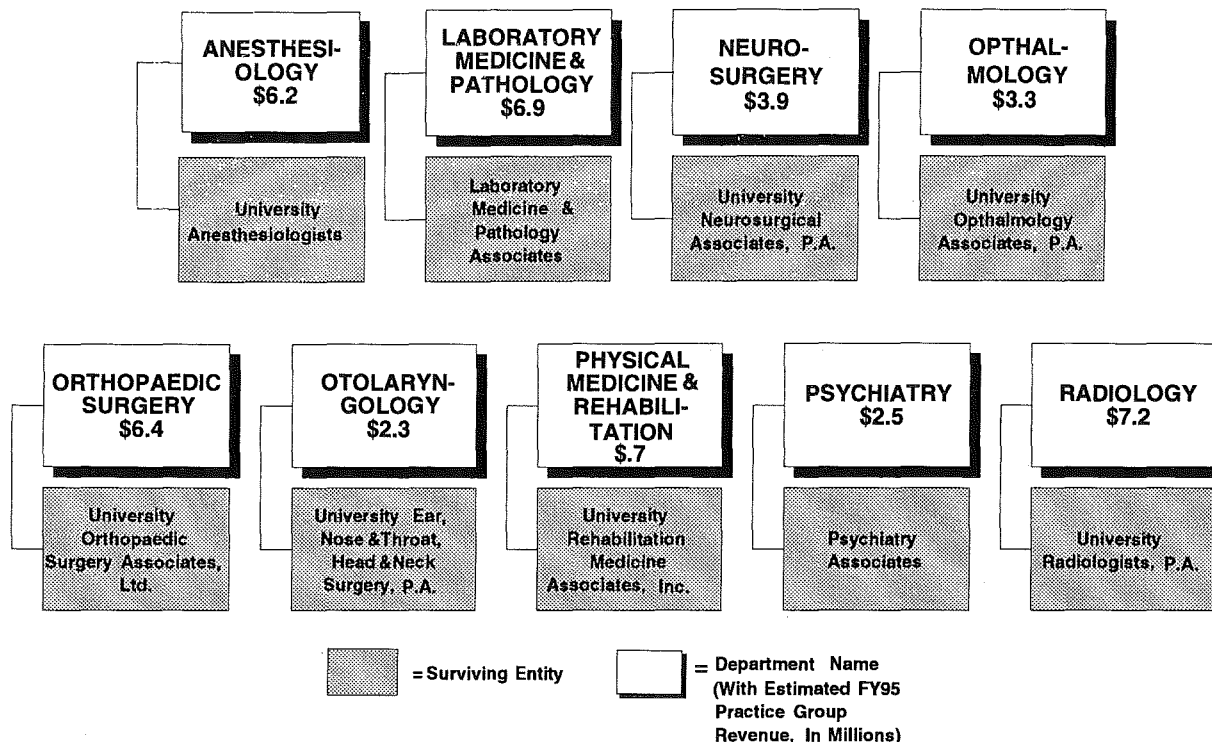 ANESTHESI-
OLOGY
$6.2
LABORATORY
MEDICINE &
PATHOLOGY
$6.9
NEURO-
SURGERY
$3.9
OPTHAL-
MOLOGY
$3.3
University
Anesthesiologists
Laboratory
Medicine &
Pathology
Associates
University
Neurosurgical
Associates, P.A.
University
Opthalmology
Associates, P.A.
ORTHOPAEDIC
SURGERY
$6.4
OTOLARYN-
GOLOGY
$2.3
PHYSICAL
MEDICINE &
REHABILI-
TATION
$.7
PSYCHIATRY
$2.5
RADIOLOGY
$7.2
University
Orthopaedic
Surgery Associates,
Ltd.
University Ear,
Nose & Throat,
Head & Neck
Surgery, P.A.
University
Rehabilitation
Medicine
Associates, Inc.
Psychiatry
Associates
University
Radiologists, P.A.
= Surviving Entity
= Department Name
(With Estimated FY95
Practice Group
Revenue, In Millions)